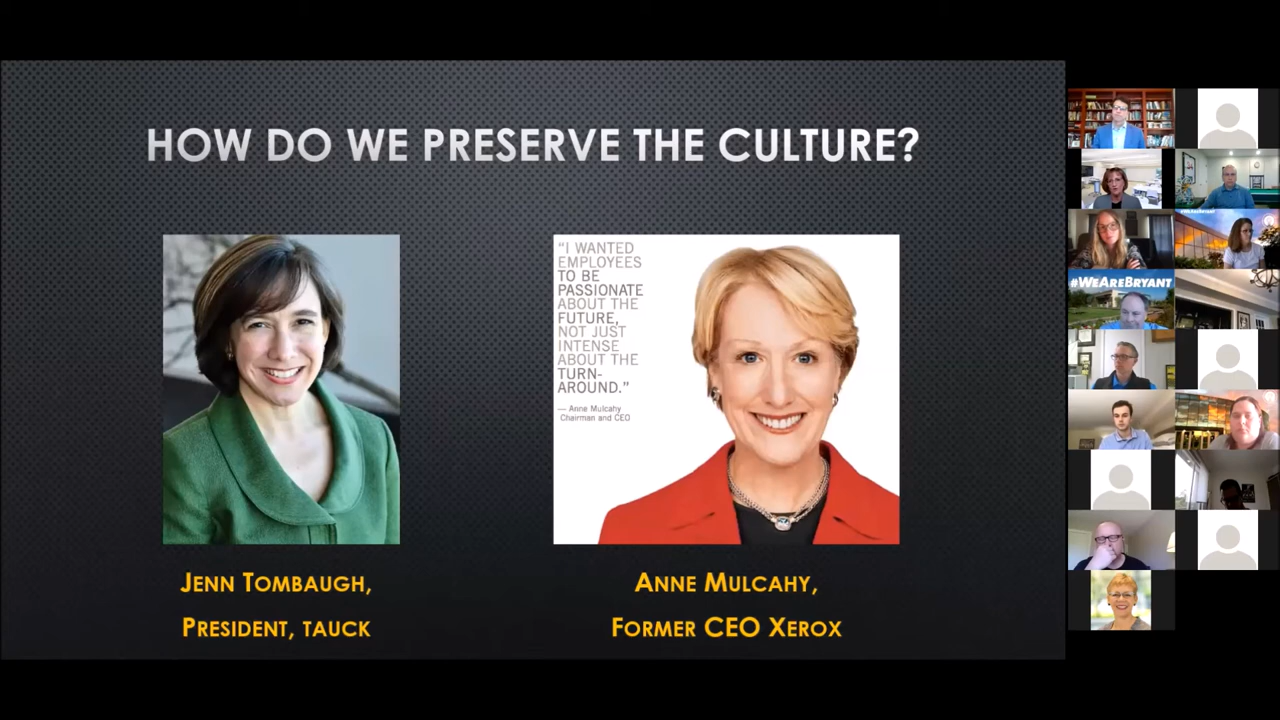 HOW DO WE PRESERVE THE CULTURE?
"I WANTED
EMPLOYEES
TO BE
PASSIONATE
ABOUT THE
FUTURE,
NOT JUST
INTENSE
ABOUT THE
TURN-
AROUND."
— Anne Mulcahy
Chairman and CEO
JENN TOMBAUGH,
PRESIDENT, TAUCK
ANNE MULCAHY,
FORMER CEO XEROX
#WEAREBRYANT
#WEAREBRYANT